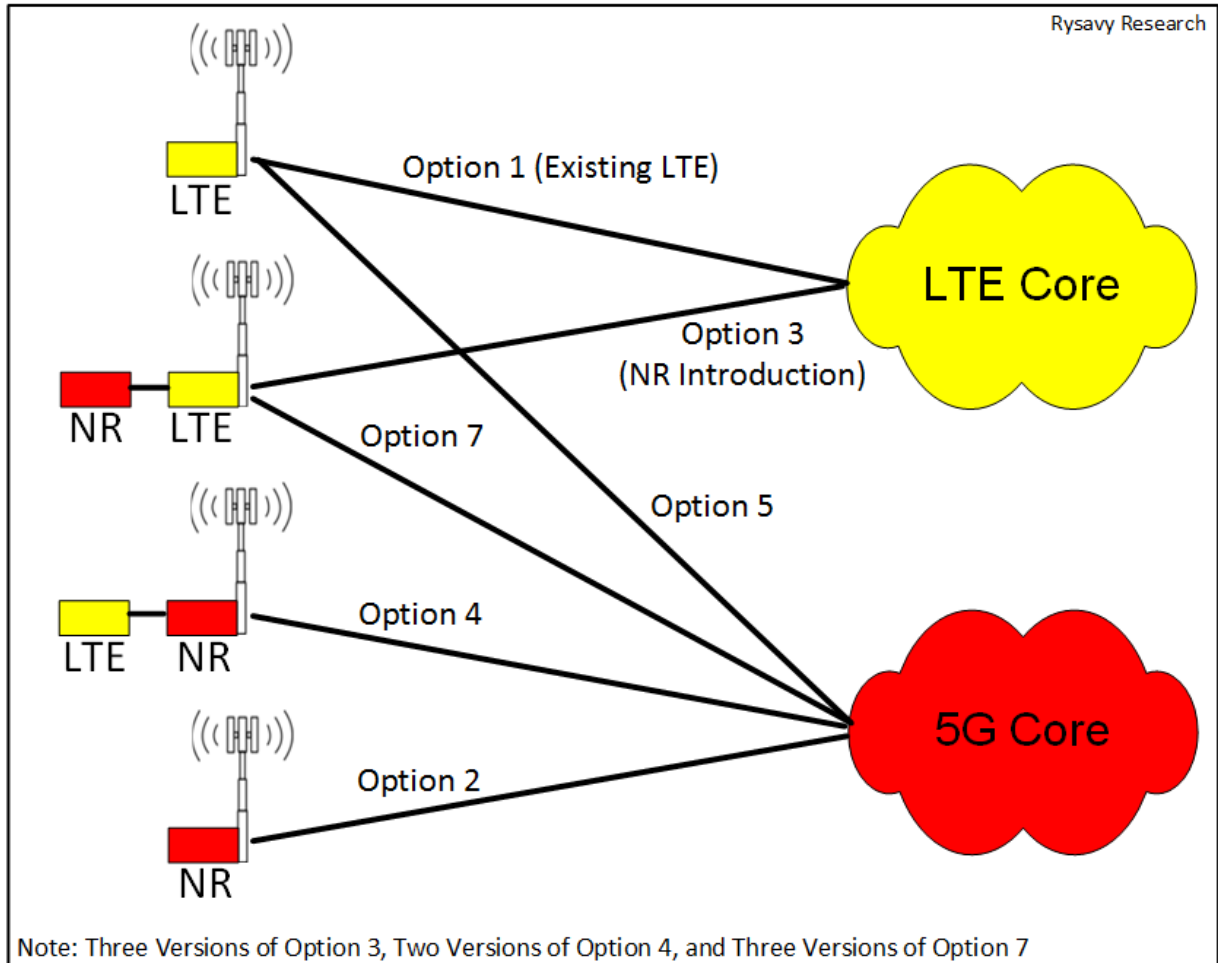 Rysavy Research
Option 1 (Existing LTE)
LTE
LTE Core
Option 3
(NR Introduction)
NR
LTE
Option 7
Option 5
Option 4
LTE
NR
5G Core
Option 2
NR
Note: Three Versions of Option 3, Two Versions of Option 4, and Three Versions of Option 7